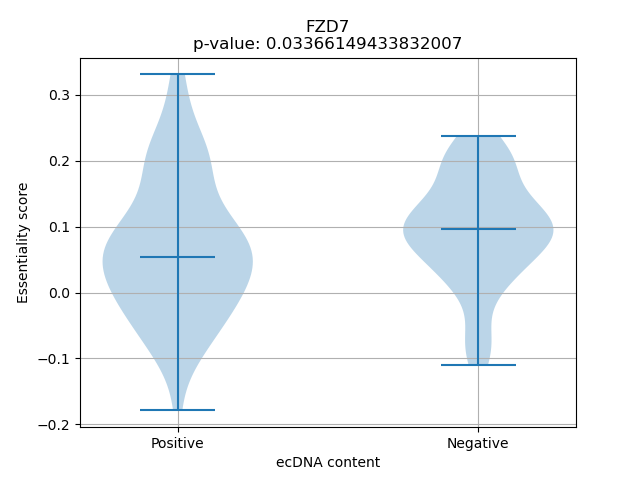 FZD7
p-value: 0.03366149433832007
0.3
0.2
0.1
0.0
−0.1
−0.2
Essentiality score
Positive
Negative
ecDNA content